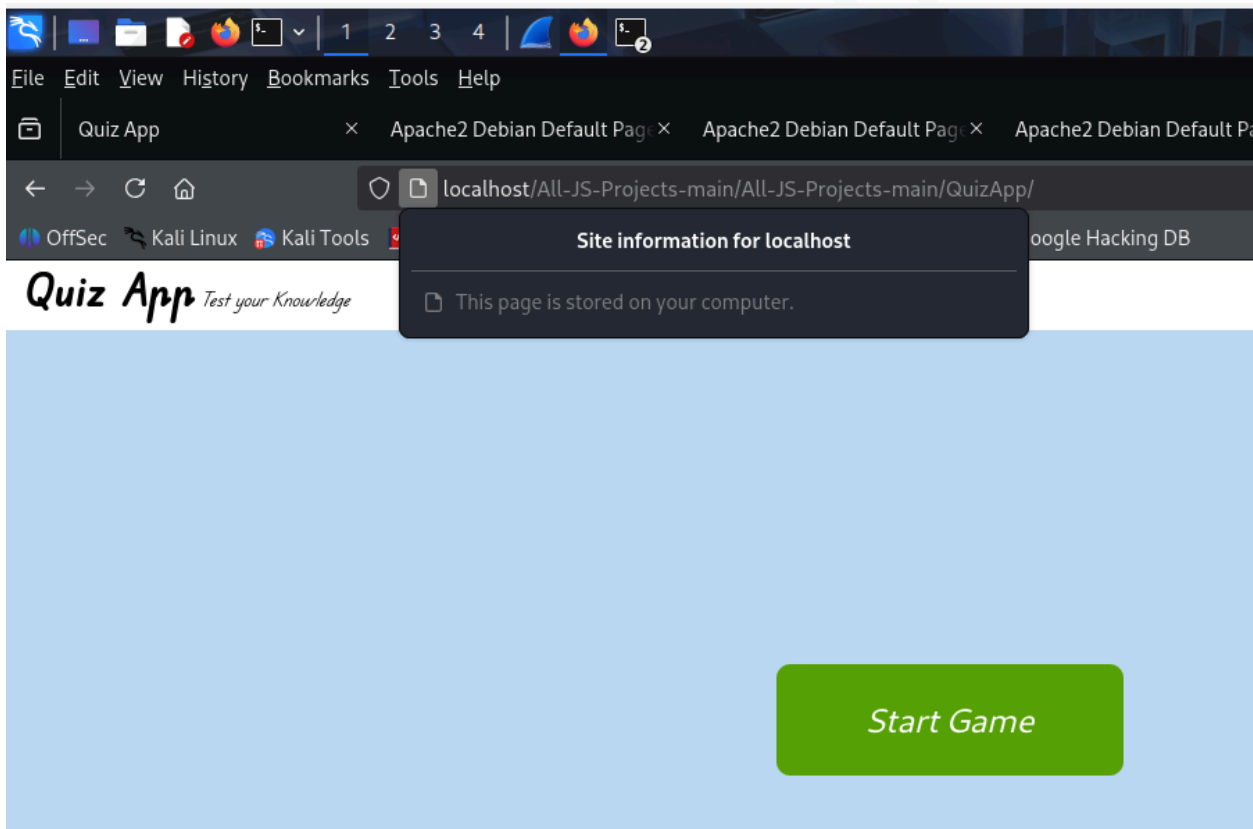 1 2 3 4 2
File Edit View History Bookmarks Tools Help
Quiz App Apache2 Debian Default Page Apache2 Debian Default Page Apache2 Debian Default Pa
localhost/All-JS-Projects-main/All-JS-Projects-main/QuizApp/
OffSec Kali Linux Kali Tools oogle Hacking DB
Site information for localhost
This page is stored on your computer.
Quiz App Test your Knowledge
Start Game